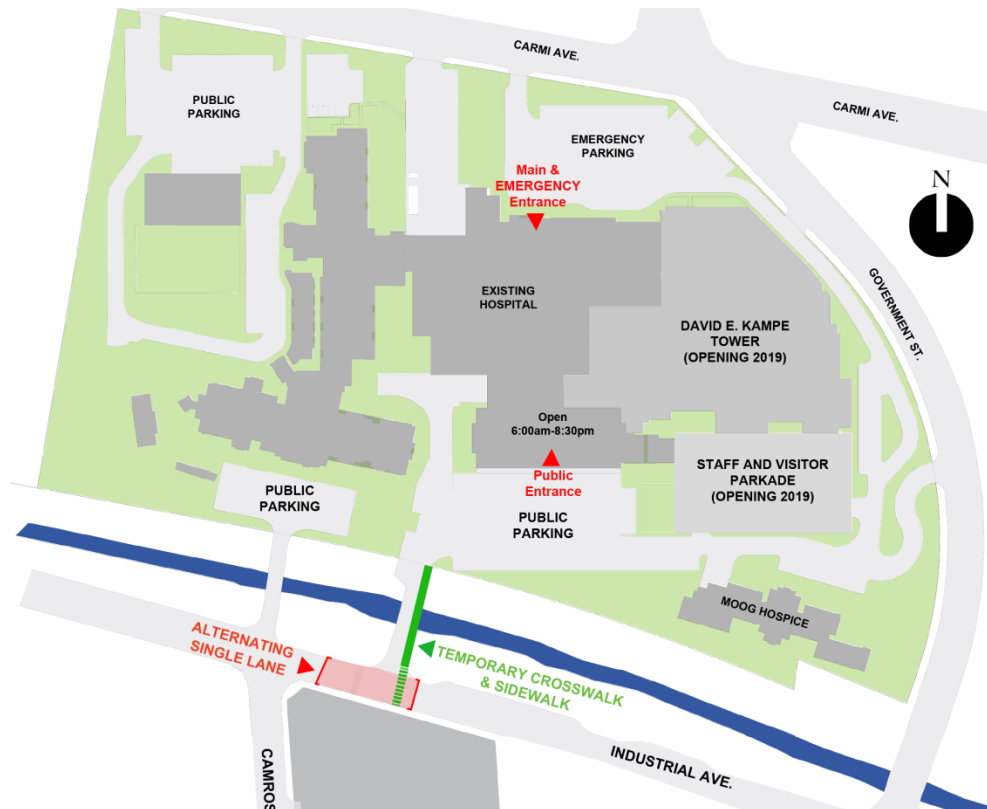 CARMI AVE.
CARMI AVE.
PUBLIC
PARKING
EMERGENCY
PARKING
Main &
EMERGENCY
Entrance
N
GOVERNMENT ST.
EXISTING
HOSPITAL
DAVID E. KAMPE
TOWER
(OPENING 2019)
Open
6:00am-8:30pm
Public
Entrance
STAFF AND VISITOR
PARKADE
(OPENING 2019)
PUBLIC
PARKING
PUBLIC
PARKING
MOOG HOSPICE
ALTERNATING
SINGLE LANE
TEMPORARY CROSSWALK
& SIDEWALK
INDUSTRIAL AVE.
CAMROS